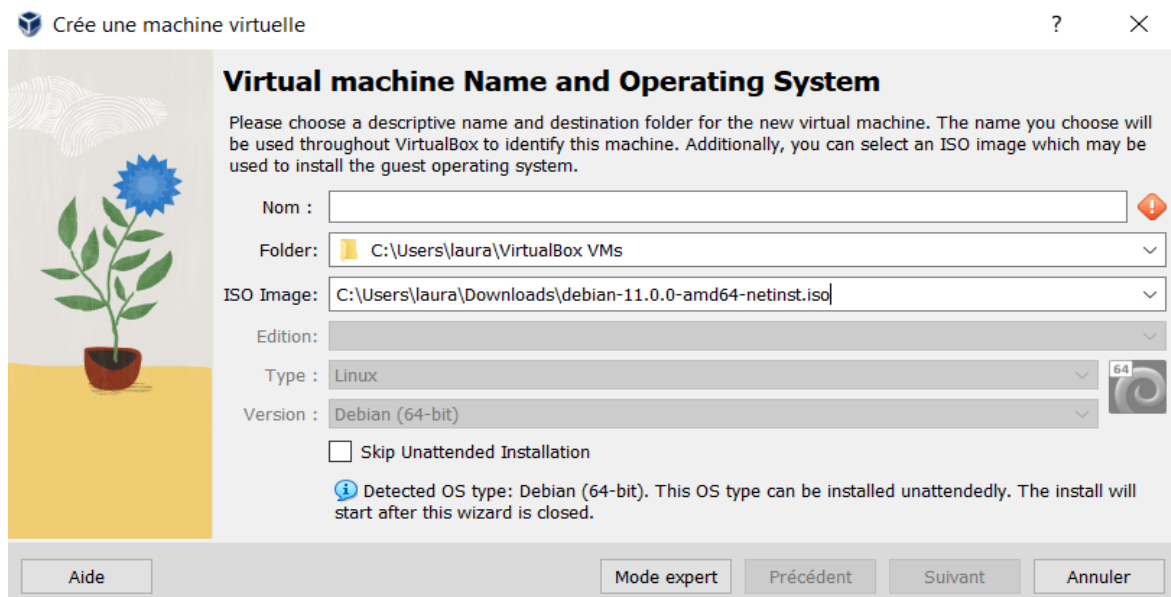 Crée une machine virtuelle ?
Virtual machine Name and Operating System
Please choose a descriptive name and destination folder for the new virtual machine. The name you choose will
be used throughout VirtualBox to identify this machine. Additionally, you can select an ISO image which may be
used to install the guest operating system.
Nom :
Folder: C:\Users\laura\VirtualBox VMs
ISO Image: C:\Users\laura\Downloads\debian-11.0.0-amd64-netinst.iso
Edition:
Type : Linux 64
Version : Debian (64-bit)
Skip Unattended Installation
Detected OS type: Debian (64-bit). This OS type can be installed unattendedly. The install will
start after this wizard is closed.
Aide Mode expert Précédent Suivant Annuler